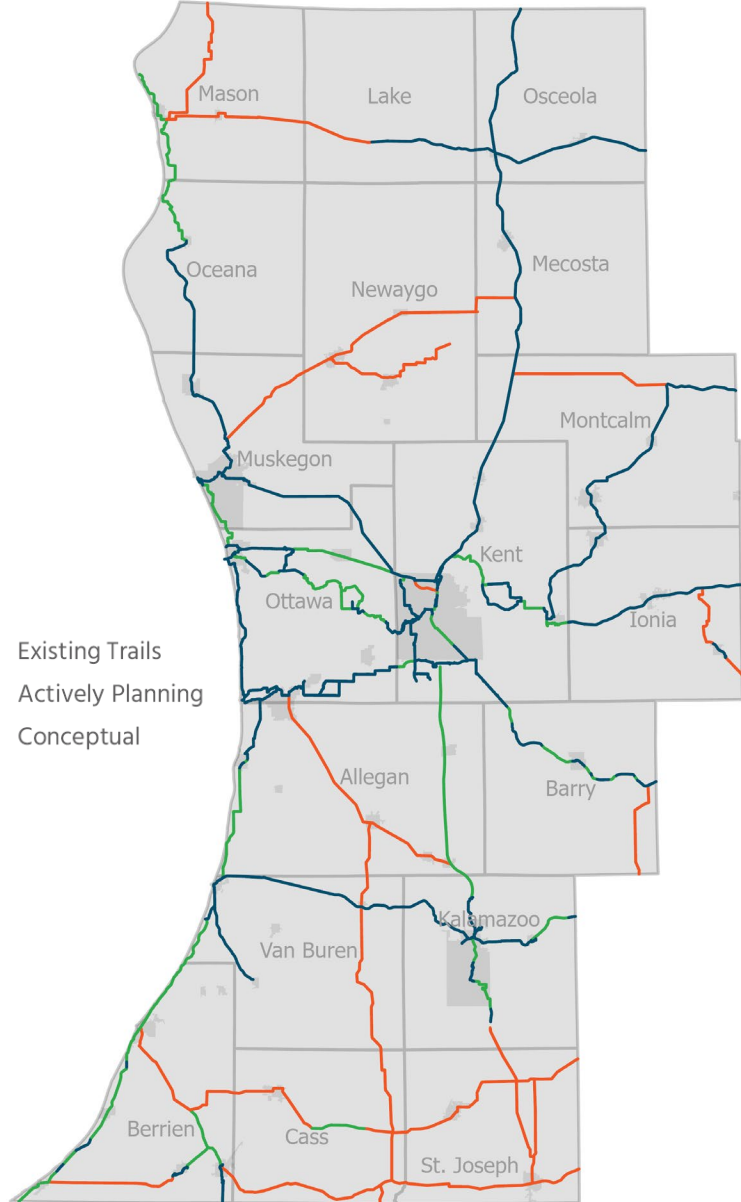 Mason
Lake
Osceola
Oceana
Newaygo
Mecosta
Montcalm
Muskegon
Kent
Ottawa
Ionia
Existing Trails
Actively Planning
Conceptual
Allegan
Barry
Kalamazoo
Van Buren
Berrien
Cass
St. Joseph